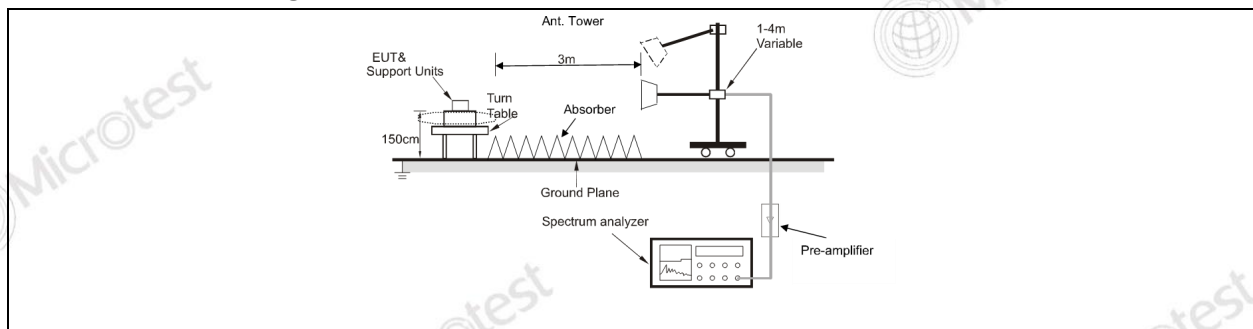 Ant. Tower
1-4m
Variable
3m
EUT&
Support Units
Turn
Table
Absorber
150cm
Ground Plane
Spectrum analyzer
Pre-amplifier
Microtest